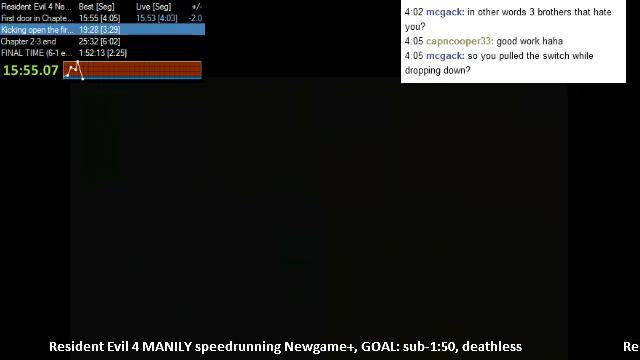 Resident Evil 4 Ne... Best [Seg] Live [Seg] +/-
First door in Chapte... 15:55 [4:05] 15:53 [4:03] -2.0
Kicking open the fir... 19:28 [3:29]
Chapter 2-3 end 25:32 [6:02]
FINAL TIME (6-1 e... 1:52:13 [2:25]
15:55.07
4:02 mcgack: in other words 3 brothers that hate
you?
4:05 capncooper33: good work haha
4:05 mcgack: so you pulled the switch while
dropping down?
Resident Evil 4 MANILY speedrunning Newgame+, GOAL: sub-1:50, deathless Re